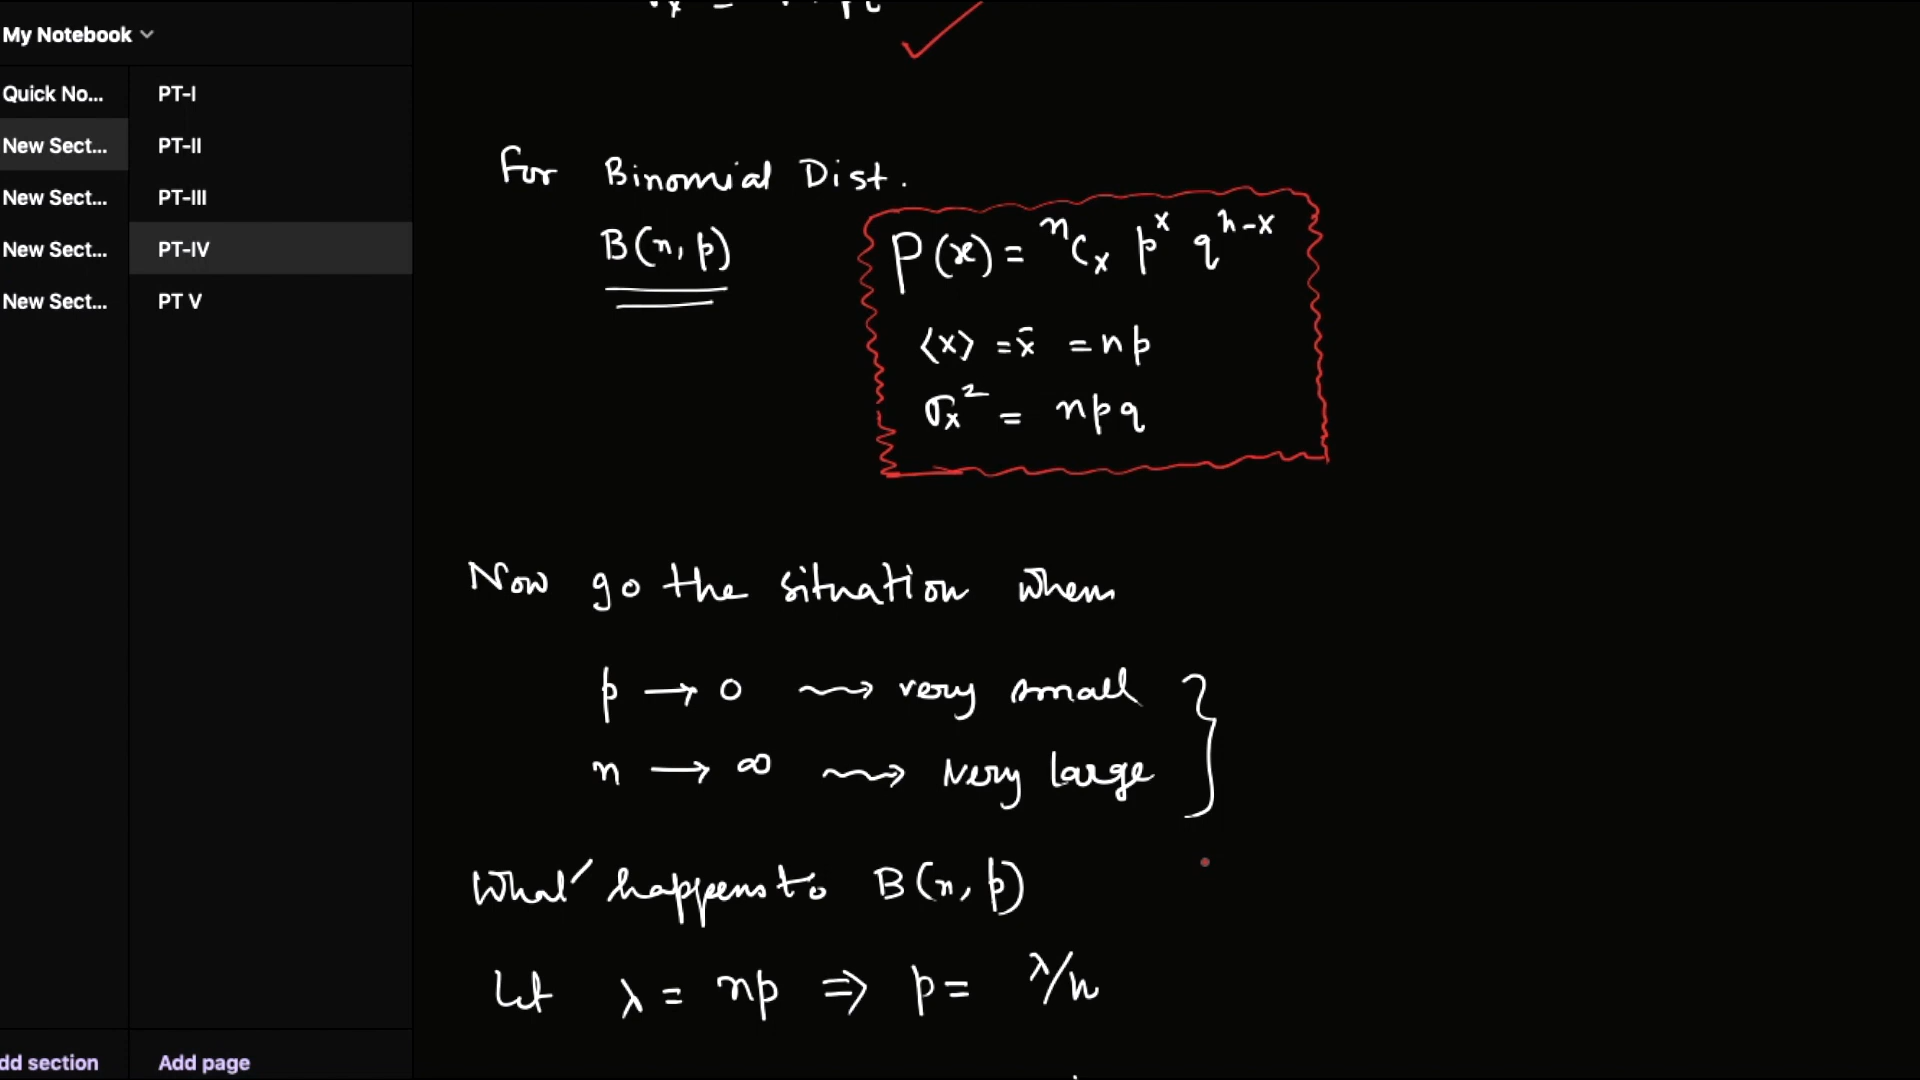 My Notebook
Quick No...
New Sect...
New Sect...
New Sect...
New Sect...
PT-I
PT-II
PT-III
PT-IV
PT V
dd section
Add page
For Binomial Dist.
B(n, p)
P(x) = ⁿCₓ pˣ qⁿ⁻ˣ
⟨x⟩ = x̄ = np
σₓ² = npq
Now go the situation when
p → 0 ⇝ very small
n → ∞ ⇝ Very large
What happens to B(n, p)
Let λ = np ⇒ p = λ/n